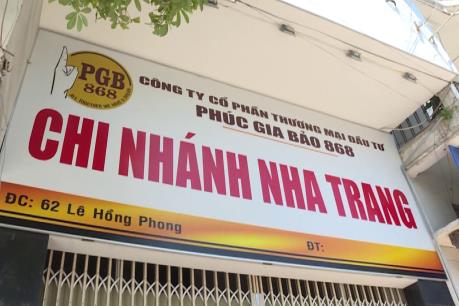 PGB
868
CÔNG TY CỔ PHẦN THƯƠNG MẠI ĐẦU TƯ
PHÚC GIA BẢO 868
CHI NHÁNH NHA TRANG
ĐC: 62 Lê Hồng Phong
ĐT: